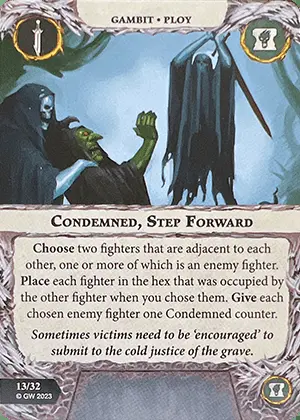 GAMBIT • PLOY
CONDEMNED, STEP FORWARD
Choose two fighters that are adjacent to each
other, one or more of which is an enemy fighter.
Place each fighter in the hex that was occupied by
the other fighter when you chose them. Give each
chosen enemy fighter one Condemned counter.
Sometimes victims need to be ‘encouraged’ to
submit to the cold justice of the grave.
13/32
© GW 2023